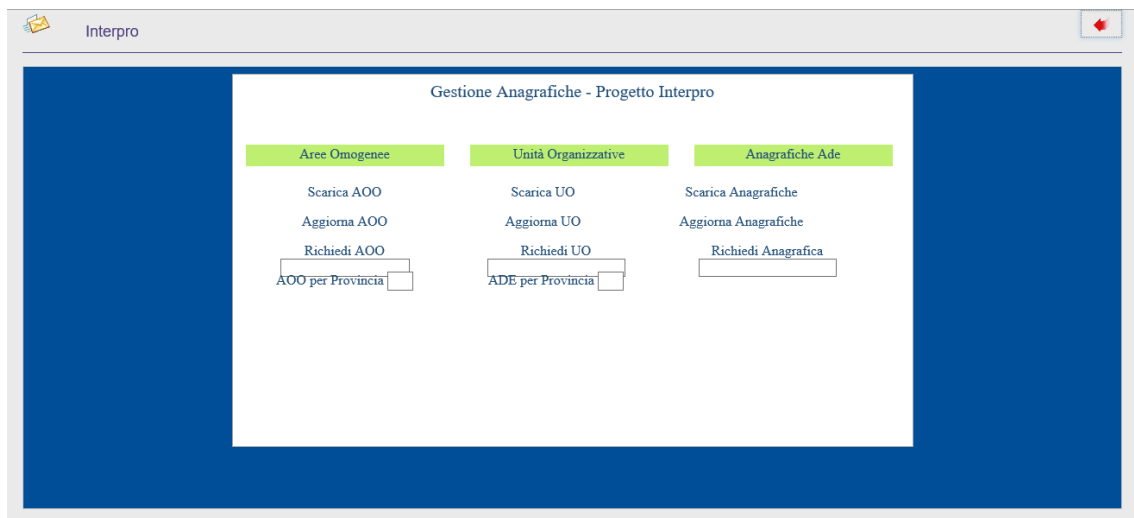 Interpro
Gestione Anagrafiche - Progetto Interpro
Aree Omogenee
Unità Organizzative
Anagrafiche Ade
Scarica AOO
Scarica UO
Scarica Anagrafiche
Aggiorna AOO
Aggiorna UO
Aggiorna Anagrafiche
Richiedi AOO
Richiedi UO
Richiedi Anagrafica
AOO per Provincia
ADE per Provincia